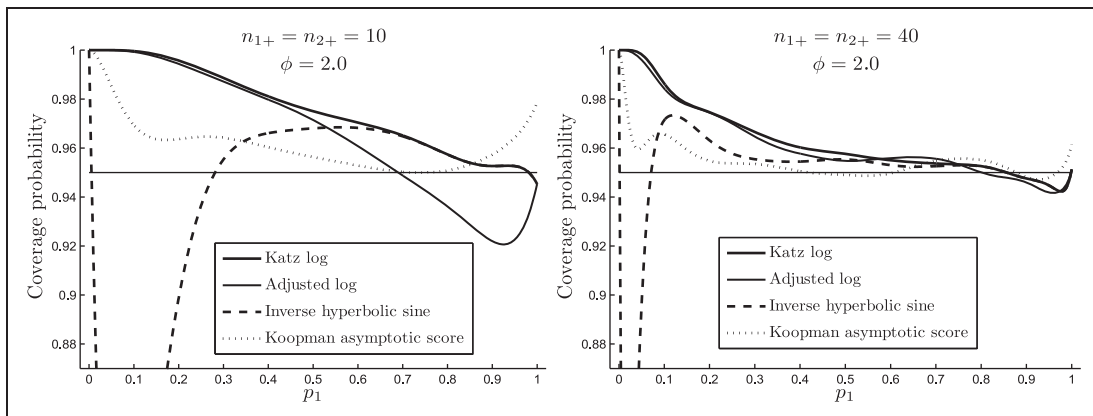 n₁₊ = n₂₊ = 10
ϕ = 2.0
Coverage probability
1
0.98
0.96
0.94
0.92
0.9
0.88
Katz log
Adjusted log
Inverse hyperbolic sine
Koopman asymptotic score
0 0.1 0.2 0.3 0.4 0.5 0.6 0.7 0.8 0.9 1
p₁
n₁₊ = n₂₊ = 40
ϕ = 2.0
Coverage probability
1
0.98
0.96
0.94
0.92
0.9
0.88
Katz log
Adjusted log
Inverse hyperbolic sine
Koopman asymptotic score
0 0.1 0.2 0.3 0.4 0.5 0.6 0.7 0.8 0.9 1
p₁